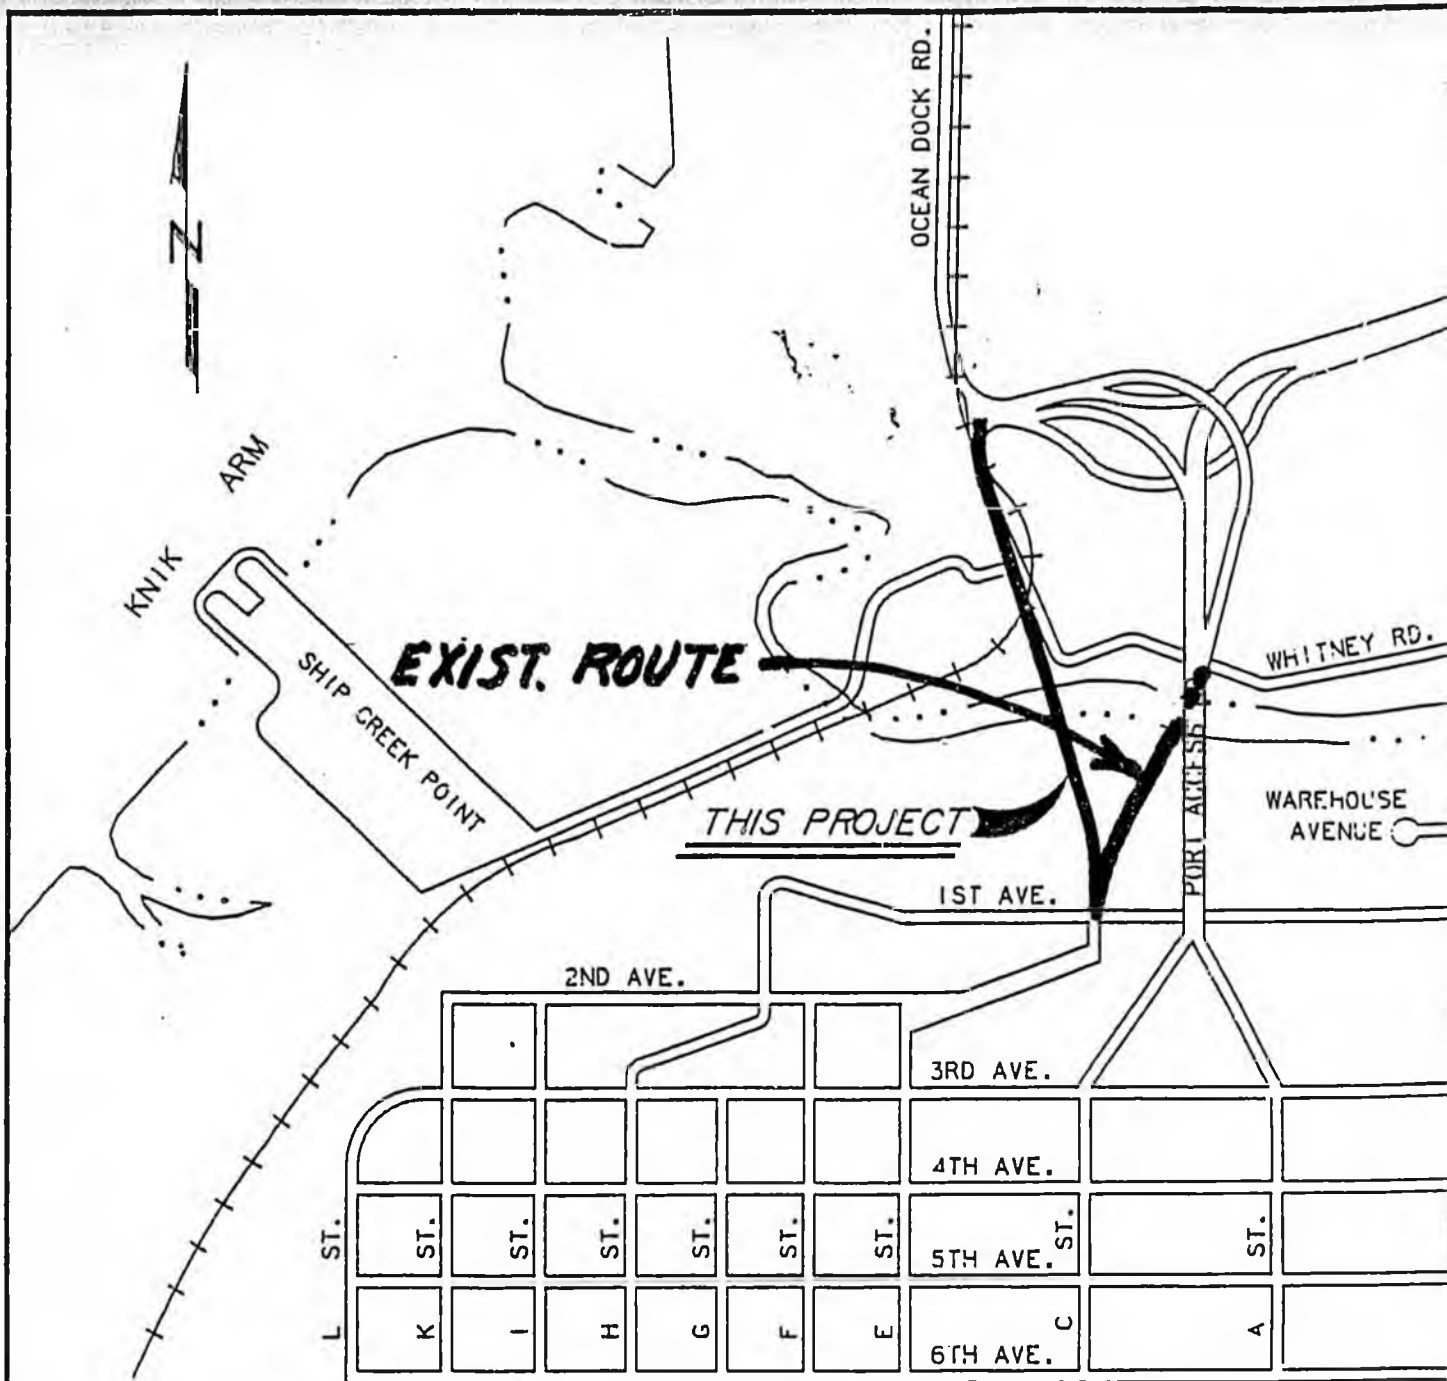 OCEAN DOCK RD.
N
KNIK ARM
SHIP CREEK POINT
EXIST. ROUTE
WHITNEY RD.
THIS PROJECT
PORT ACCESS
WAREHOUSE
AVENUE
1ST AVE.
2ND AVE.
3RD AVE.
4TH AVE.
5TH AVE.
6TH AVE.
L ST.
K ST.
I ST.
H ST.
G ST.
F ST.
E ST.
C ST.
A ST.